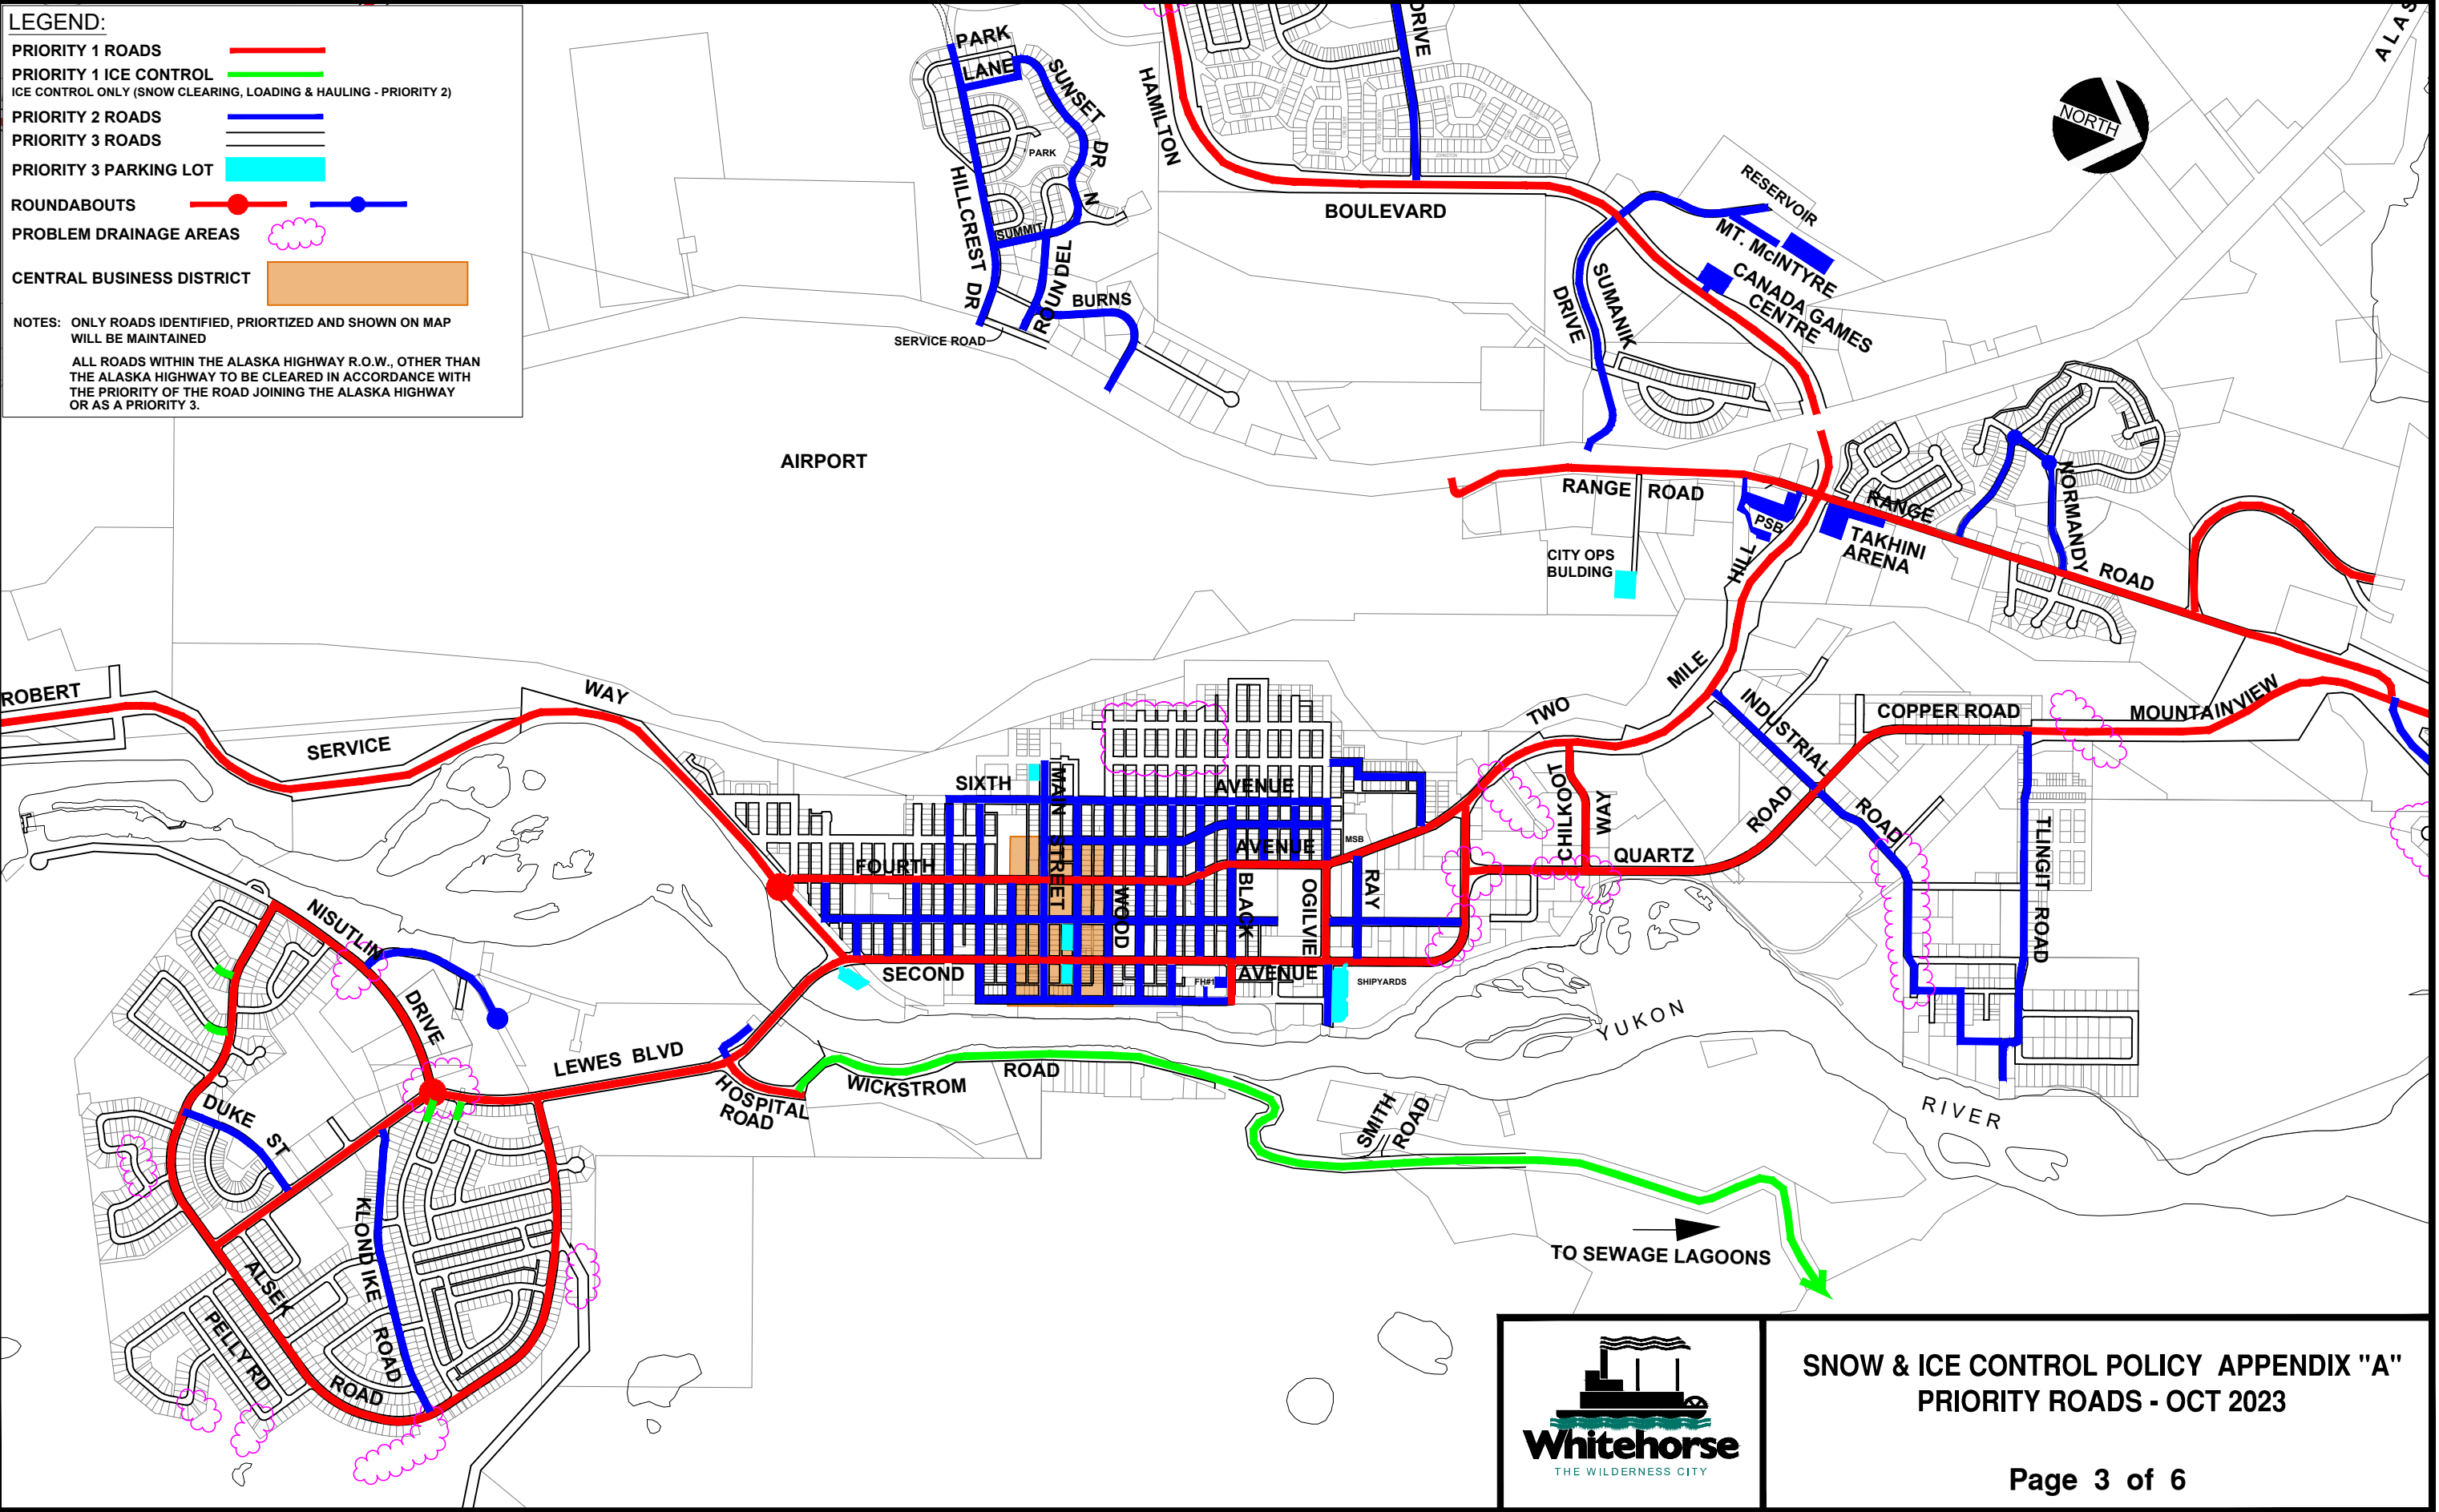 LEGEND:
PRIORITY 1 ROADS
PRIORITY 1 ICE CONTROL
ICE CONTROL ONLY (SNOW CLEARING, LOADING & HAULING - PRIORITY 2)
PRIORITY 2 ROADS
PRIORITY 3 ROADS
PRIORITY 3 PARKING LOT
ROUNDABOUTS
PROBLEM DRAINAGE AREAS
CENTRAL BUSINESS DISTRICT
NOTES: ONLY ROADS IDENTIFIED, PRIORTIZED AND SHOWN ON MAP
WILL BE MAINTAINED
ALL ROADS WITHIN THE ALASKA HIGHWAY R.O.W., OTHER THAN
THE ALASKA HIGHWAY TO BE CLEARED IN ACCORDANCE WITH
THE PRIORITY OF THE ROAD JOINING THE ALASKA HIGHWAY
OR AS A PRIORITY 3.
PARK
LANE
SUNSET
DR
N
PARK
HILLCREST DR
SUMMIT
ROUNDEL
BURNS
SERVICE ROAD
HAMILTON
BOULEVARD
DRIVE
RESERVOIR
MT. McINTYRE
CANADA GAMES
CENTRE
SUMANIK
DRIVE
NORTH
ALAS
AIRPORT
RANGE ROAD
PSB
CITY OPS
BULDING
HILL
RANGE
TAKHINI
ARENA
NORMANDY
ROAD
ROBERT
SERVICE
WAY
TWO
MILE
INDUSTRIAL
ROAD
COPPER ROAD
MOUNTAINVIEW
CHILKOOT
WAY
QUARTZ
ROAD
TLINGIT ROAD
SIXTH
AVENUE
MAIN STREET
FOURTH
AVENUE
MSB
WOOD
BLACK
OGILVIE
RAY
SECOND
AVENUE
FH#1
SHIPYARDS
YUKON
RIVER
NISUTLIN
DRIVE
LEWES BLVD
HOSPITAL
ROAD
WICKSTROM
ROAD
SMITH
ROAD
TO SEWAGE LAGOONS
DUKE ST
KLONDIKE
ROAD
ALSEK
ROAD
PELLY RD
Whitehorse
THE WILDERNESS CITY
SNOW & ICE CONTROL POLICY APPENDIX "A"
PRIORITY ROADS - OCT 2023
Page 3 of 6